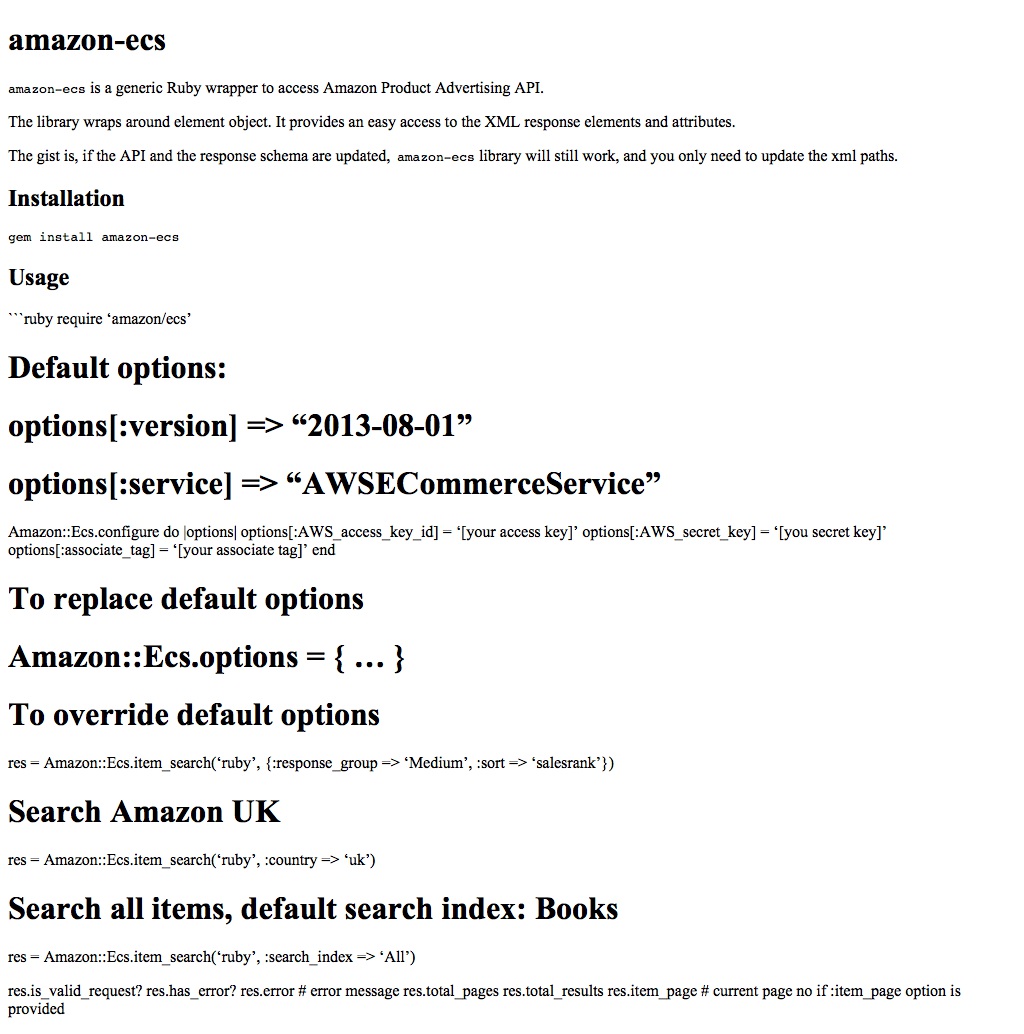 amazon-ecs
amazon-ecs is a generic Ruby wrapper to access Amazon Product Advertising API.
The library wraps around element object. It provides an easy access to the XML response elements and attributes.
The gist is, if the API and the response schema are updated, amazon-ecs library will still work, and you only need to update the xml paths.
Installation
gem install amazon-ecs
Usage
```ruby require ‘amazon/ecs’
Default options:
options[:version] => “2013-08-01”
options[:service] => “AWSECommerceService”
Amazon::Ecs.configure do |options| options[:AWS_access_key_id] = ‘[your access key]’ options[:AWS_secret_key] = ‘[you secret key]’
options[:associate_tag] = ‘[your associate tag]’ end
To replace default options
Amazon::Ecs.options = { … }
To override default options
res = Amazon::Ecs.item_search(‘ruby’, {:response_group => ‘Medium’, :sort => ‘salesrank’})
Search Amazon UK
res = Amazon::Ecs.item_search(‘ruby’, :country => ‘uk’)
Search all items, default search index: Books
res = Amazon::Ecs.item_search(‘ruby’, :search_index => ‘All’)
res.is_valid_request? res.has_error? res.error # error message res.total_pages res.total_results res.item_page # current page no if :item_page option is
provided